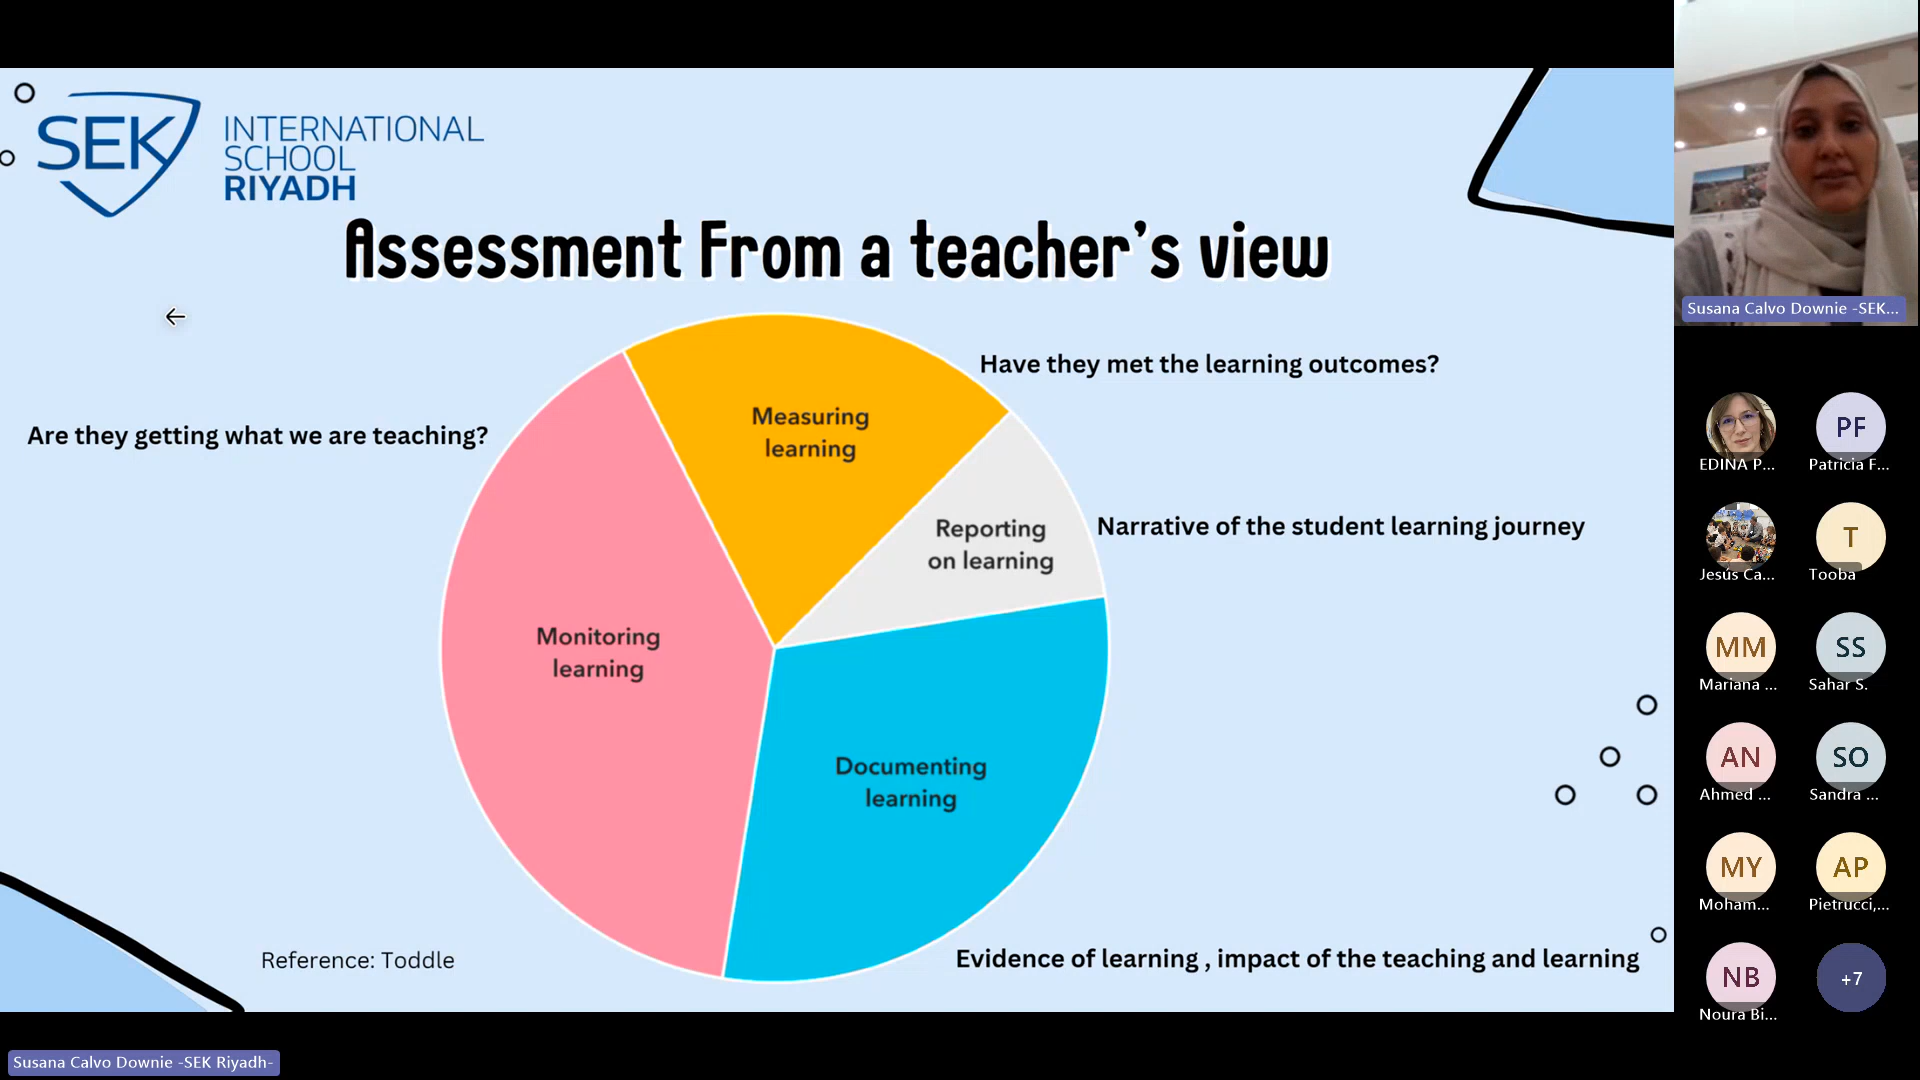 SEK
INTERNATIONAL
SCHOOL
RIYADH
Assessment From a teacher's view
Have they met the learning outcomes?
Are they getting what we are teaching?
Measuring
learning
Reporting
on learning
Narrative of the student learning journey
Monitoring
learning
Documenting
learning
Evidence of learning , impact of the teaching and learning
Reference: Toddle
Susana Calvo Downie -SEK Riyadh-
Susana Calvo Downie -SEK...
EDINA P...
PF
Patricia F...
Jesús Ca...
T
Tooba
MM
Mariana ...
SS
Sahar S.
AN
Ahmed ...
SO
Sandra ...
MY
Moham...
AP
Pietrucci,...
NB
Noura Bi...
+7